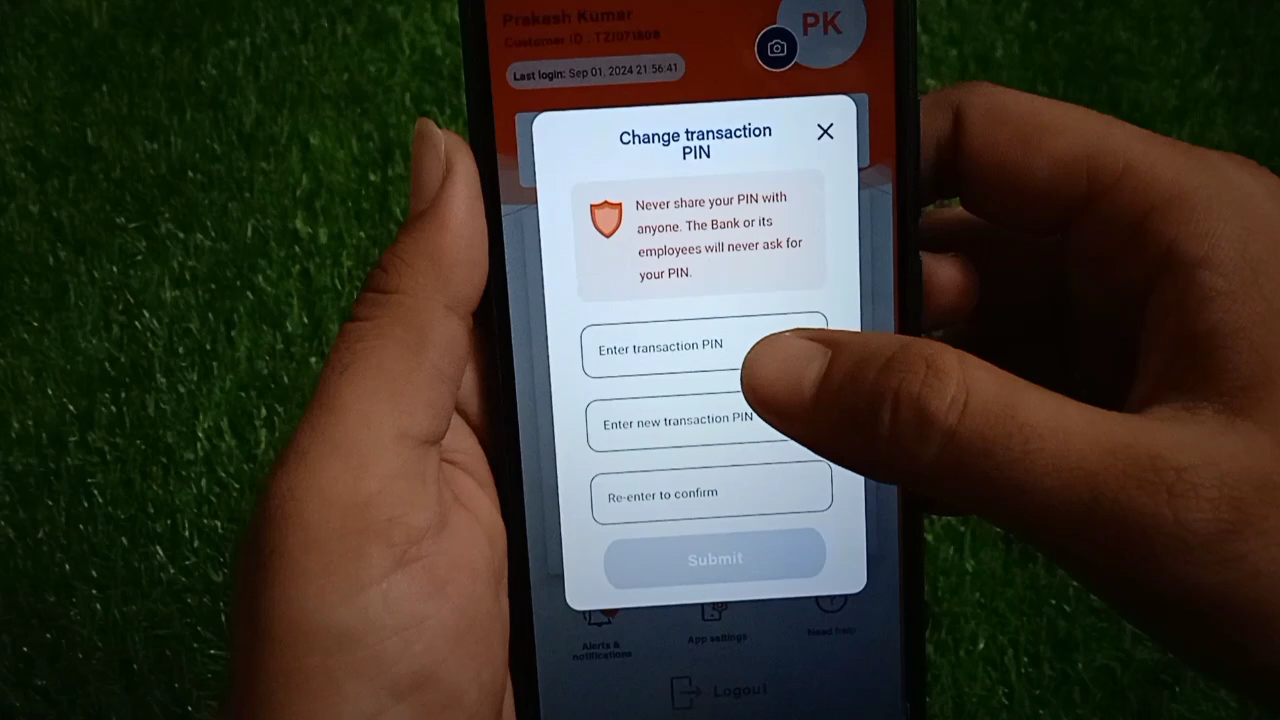 Prakash Kumar
PK
Customer ID :
Last login: Sep 01, 2024 21:56:41
Change transaction
PIN
Never share your PIN with
anyone. The Bank or its
employees will never ask for
your PIN.
Enter transaction PIN
Enter new transaction PIN
Re-enter to confirm
Submit
Alerts &
notifications
App settings
Need help
Logout